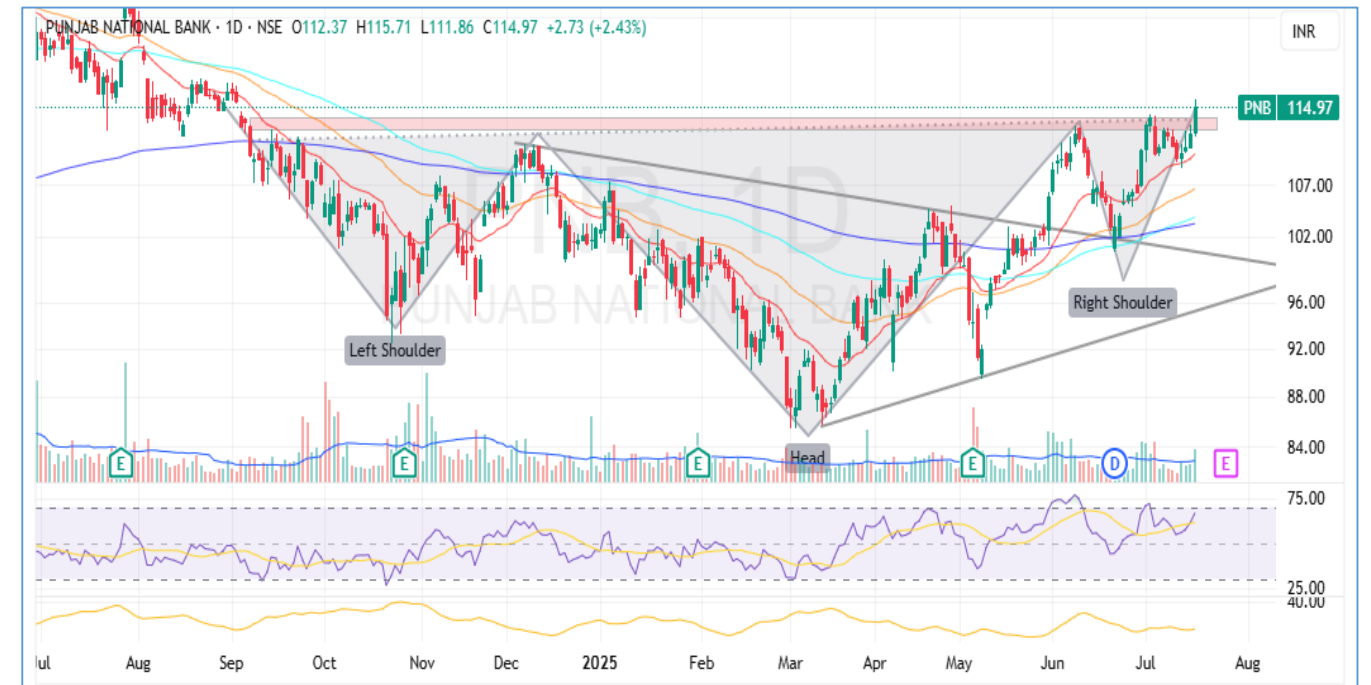 PUNJAB NATIONAL BANK · 1D · NSE O112.37 H115.71 L111.86 C114.97 +2.73 (+2.43%)
INR
PNB 114.97
PNB, 1D
PUNJAB NATIONAL BANK
107.00
102.00
96.00
92.00
88.00
84.00
Left Shoulder
Head
Right Shoulder
E
E
E
E
D
E
75.00
25.00
40.00
Jul Aug Sep Oct Nov Dec 2025 Feb Mar Apr May Jun Jul Aug